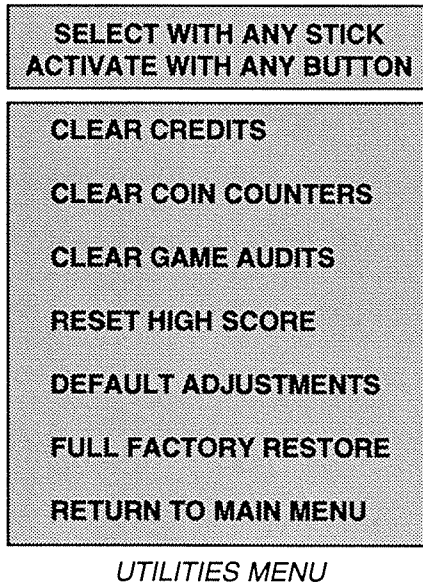 SELECT WITH ANY STICK
ACTIVATE WITH ANY BUTTON
CLEAR CREDITS
CLEAR COIN COUNTERS
CLEAR GAME AUDITS
RESET HIGH SCORE
DEFAULT ADJUSTMENTS
FULL FACTORY RESTORE
RETURN TO MAIN MENU
UTILITIES MENU